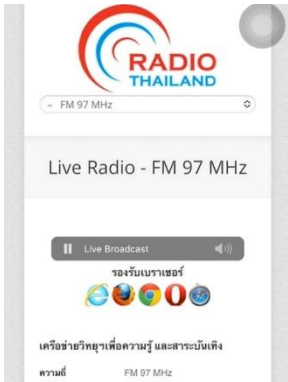 RADIO
THAILAND
- FM 97 MHz
Live Radio - FM 97 MHz
Live Broadcast
รองรับเบราเซอร์
เครือข่ายวิทยุฯเพื่อความรู้ และสาระบันเทิง
ความถี่ FM 97 MHz